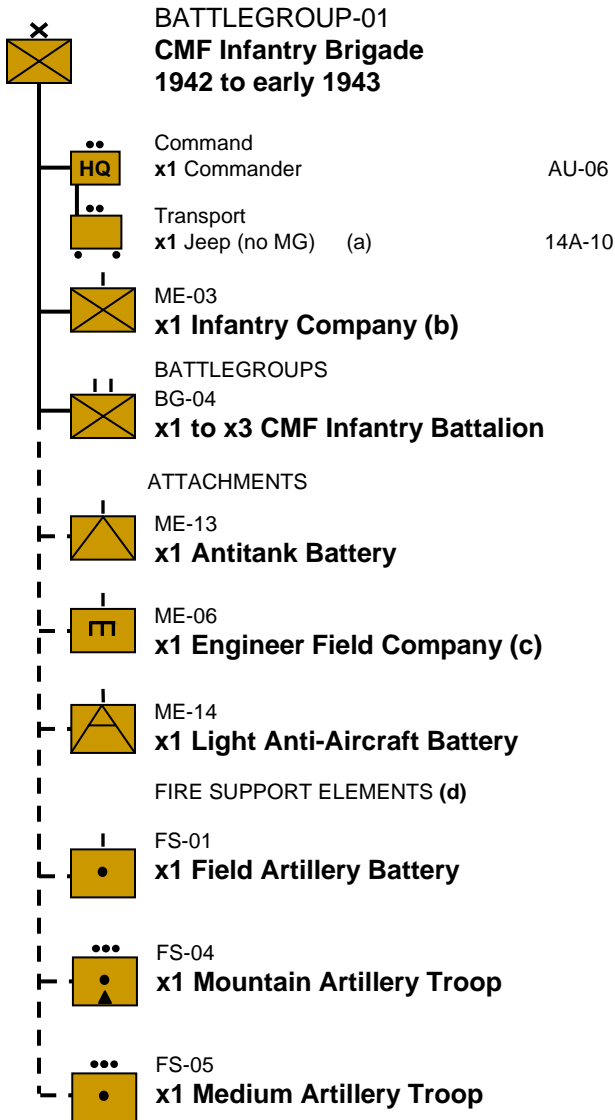 BATTLEGROUP-01
CMF Infantry Brigade
1942 to early 1943
Command
HQ x1 Commander AU-06
Transport
x1 Jeep (no MG) (a) 14A-10
ME-03
x1 Infantry Company (b)
BATTLEGROUPS
BG-04
x1 to x3 CMF Infantry Battalion
ATTACHMENTS
ME-13
x1 Antitank Battery
ME-06
x1 Engineer Field Company (c)
ME-14
x1 Light Anti-Aircraft Battery
FIRE SUPPORT ELEMENTS (d)
FS-01
x1 Field Artillery Battery
FS-04
x1 Mountain Artillery Troop
FS-05
x1 Medium Artillery Troop